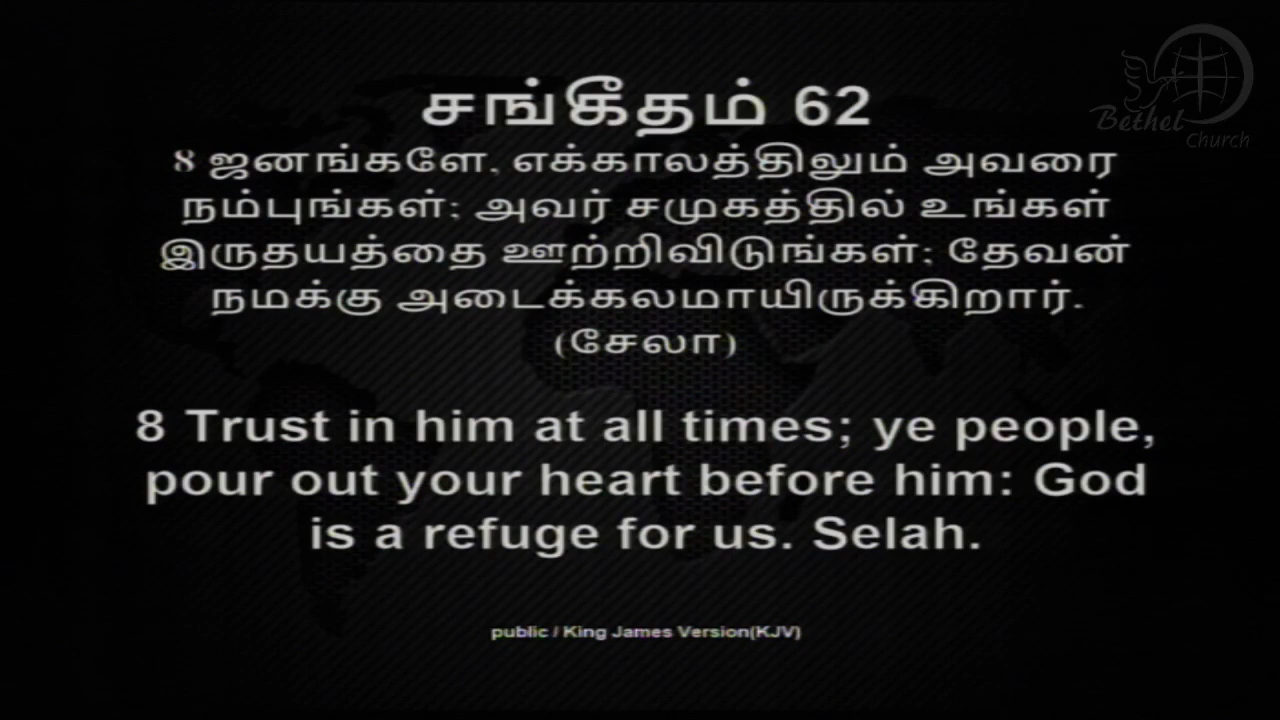 Bethel
Church
சங்கீதம் 62
8 ஜனங்களே, எக்காலத்திலும் அவரை
நம்புங்கள்; அவர் சமுகத்தில் உங்கள்
இருதயத்தை ஊற்றிவிடுங்கள்; தேவன்
நமக்கு அடைக்கலமாயிருக்கிறார்.
(சேலா)
8 Trust in him at all times; ye people,
pour out your heart before him: God
is a refuge for us. Selah.
public / King James Version(KJV)